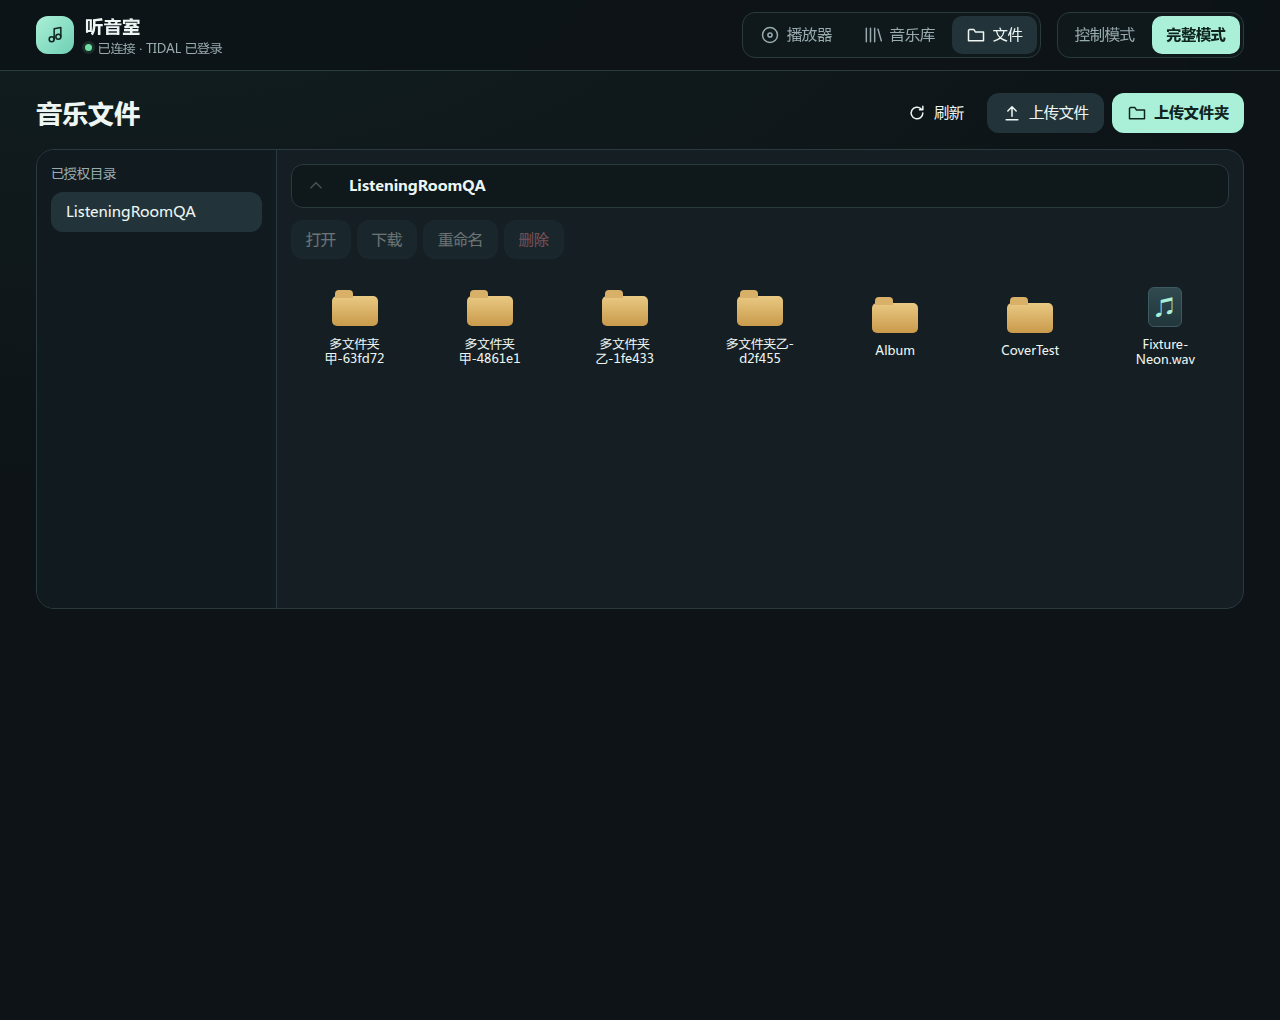 听音室
已连接 · TIDAL 已登录
播放器
音乐库
文件
控制模式
完整模式
音乐文件
刷新
上传文件
上传文件夹
已授权目录
ListeningRoomQA
ListeningRoomQA
打开
下载
重命名
删除
多文件夹
甲-63fd72
多文件夹
甲-4861e1
多文件夹
乙-1fe433
多文件夹乙-
d2f455
Album
CoverTest
Fixture-
Neon.wav